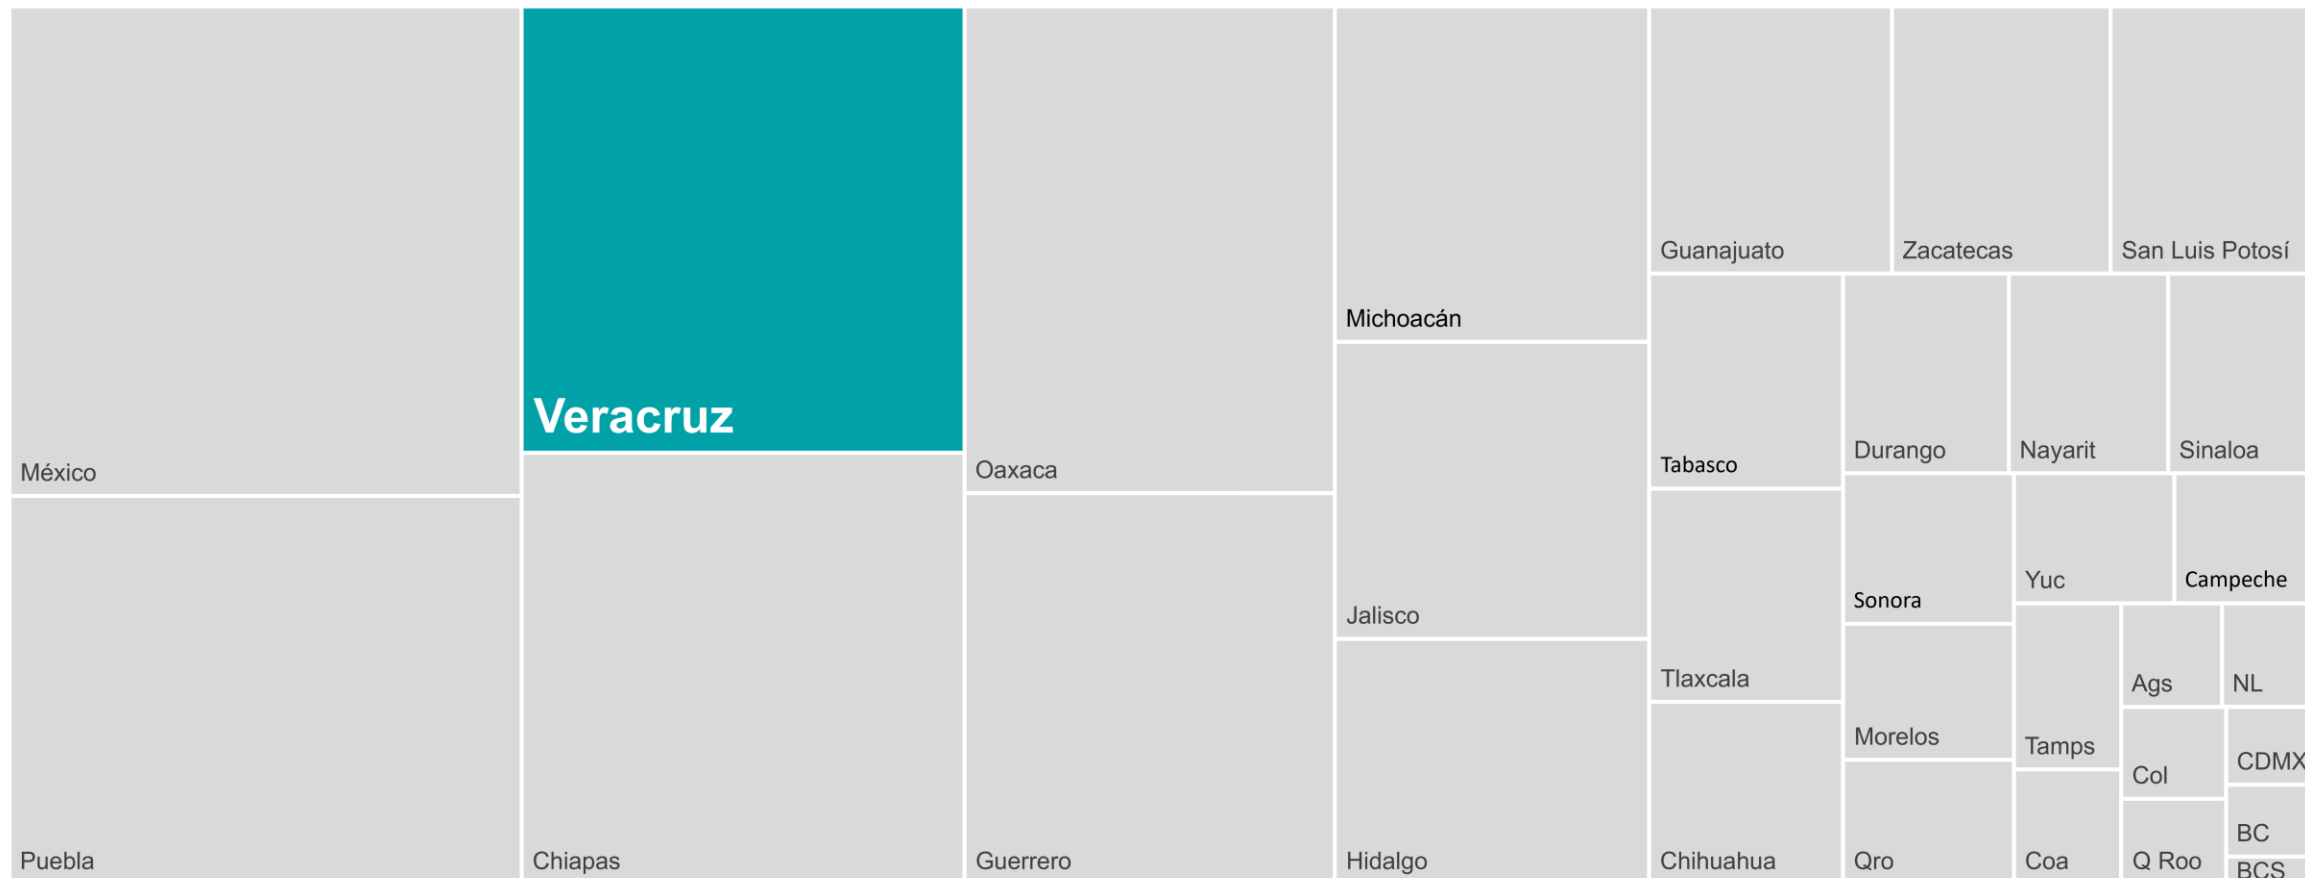 México
Puebla
Veracruz
Chiapas
Oaxaca
Guerrero
Michoacán
Jalisco
Hidalgo
Guanajuato
Zacatecas
San Luis Potosí
Tabasco
Tlaxcala
Chihuahua
Durango
Nayarit
Sinaloa
Sonora
Morelos
Qro
Yuc
Campeche
Tamps
Coa
Ags
NL
Col
Q Roo
CDMX
BC
BCS